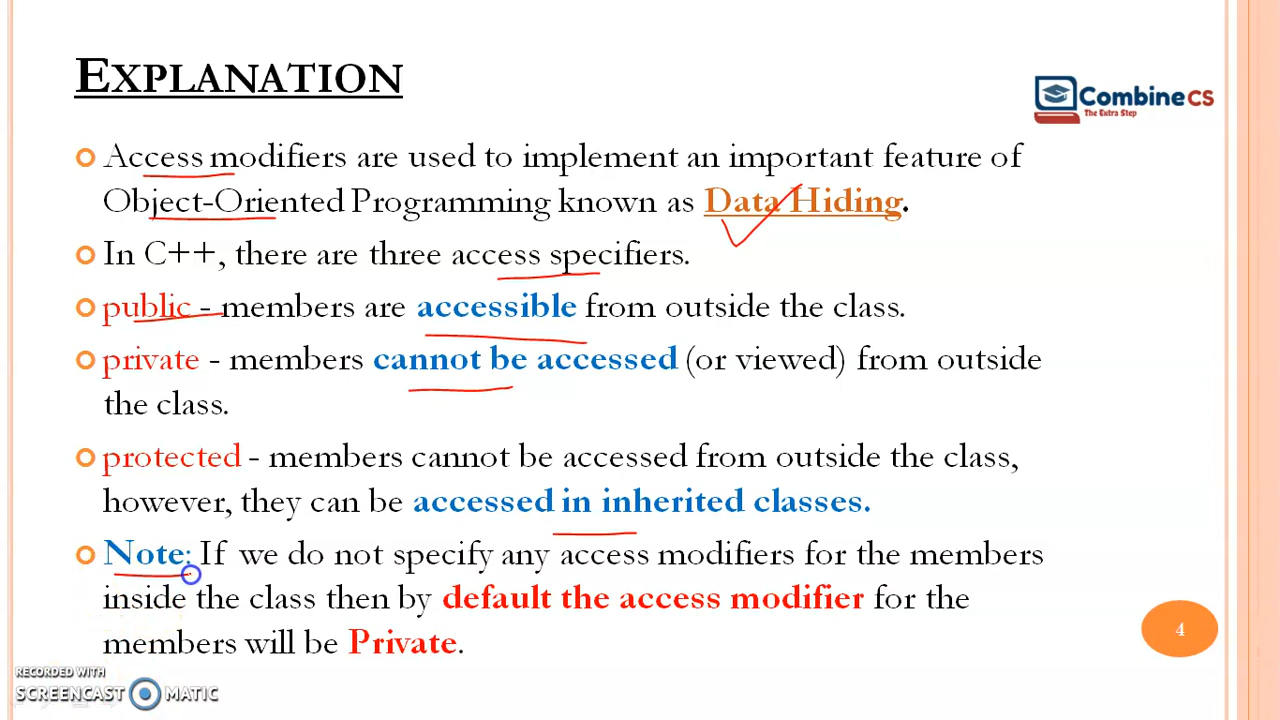 EXPLANATION
CombineCS
The Extra Step
Access modifiers are used to implement an important feature of
Object-Oriented Programming known as Data Hiding.
In C++, there are three access specifiers.
public - members are accessible from outside the class.
private - members cannot be accessed (or viewed) from outside
the class.
protected - members cannot be accessed from outside the class,
however, they can be accessed in inherited classes.
Note: If we do not specify any access modifiers for the members
inside the class then by default the access modifier for the
members will be Private.
4
RECORDED WITH
SCREENCAST MATIC